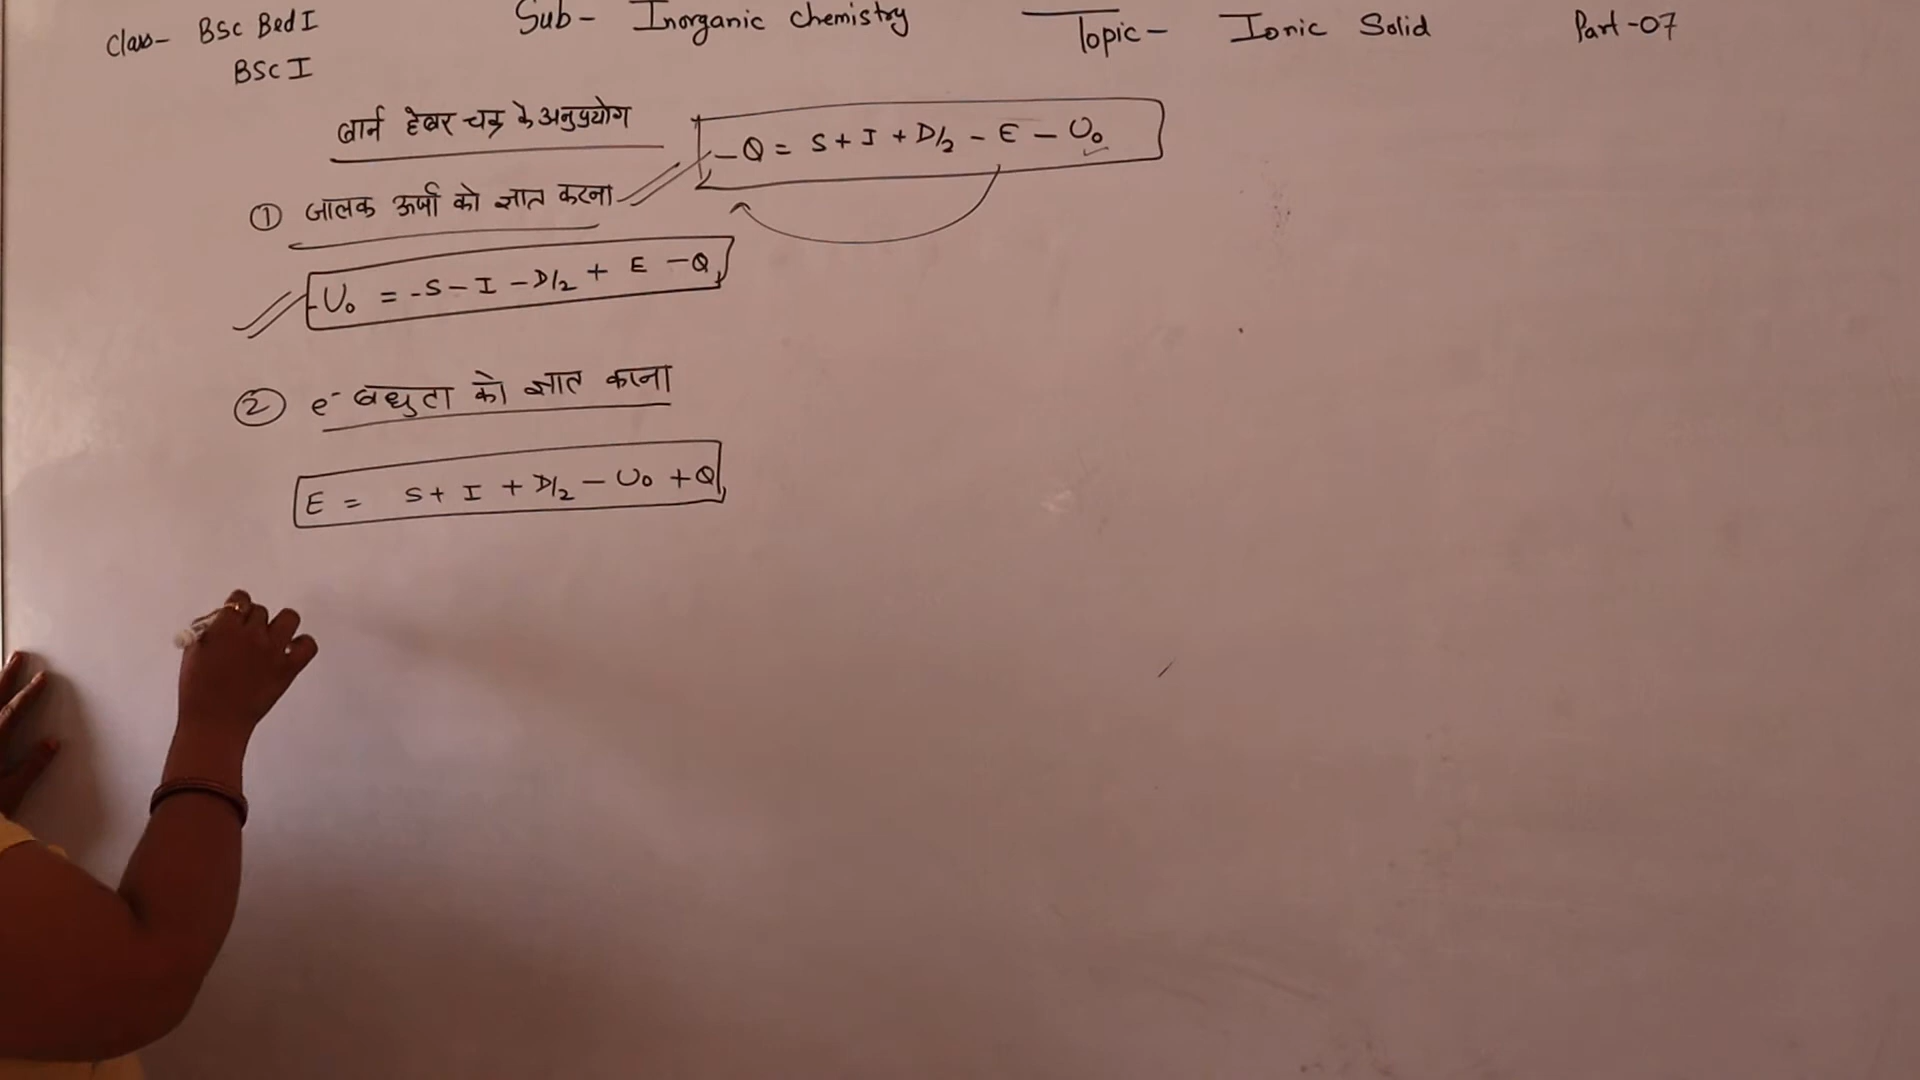 Class- BSc Bed I Sub- Inorganic chemistry Topic- Ionic Solid Part-07
BSc I
बार्न हेबर चक्र के अनुप्रयोग
-Q = S + I + D/2 - E - U₀
① जालक ऊर्जा को ज्ञात करना
-U₀ = -S - I - D/2 + E - Q
② e⁻ बंधुता को ज्ञात करना
E = S + I + D/2 - U₀ + Q